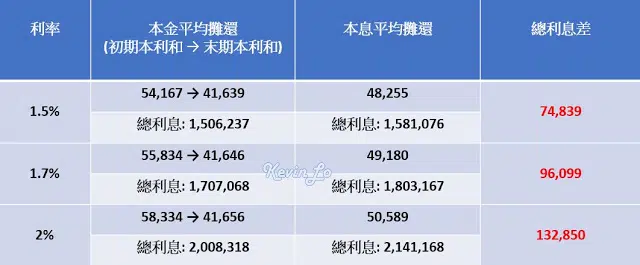 利率
本金平均攤還
(初期本利和 → 末期本利和)
本息平均攤還
總利息差
1.5%
54,167 → 41,639
48,255
74,839
總利息: 1,506,237
總利息: 1,581,076
1.7%
55,834 → 41,646
49,180
96,099
Kevin Lo
總利息: 1,707,068
總利息: 1,803,167
2%
58,334 → 41,656
50,589
132,850
總利息: 2,008,318
總利息: 2,141,168